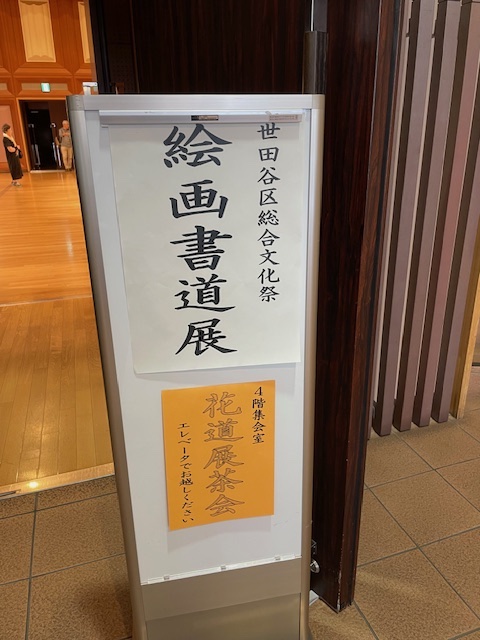 世田谷区総合文化祭
絵画書道展
4階集会室
花道展茶会
エレベータでお越しください